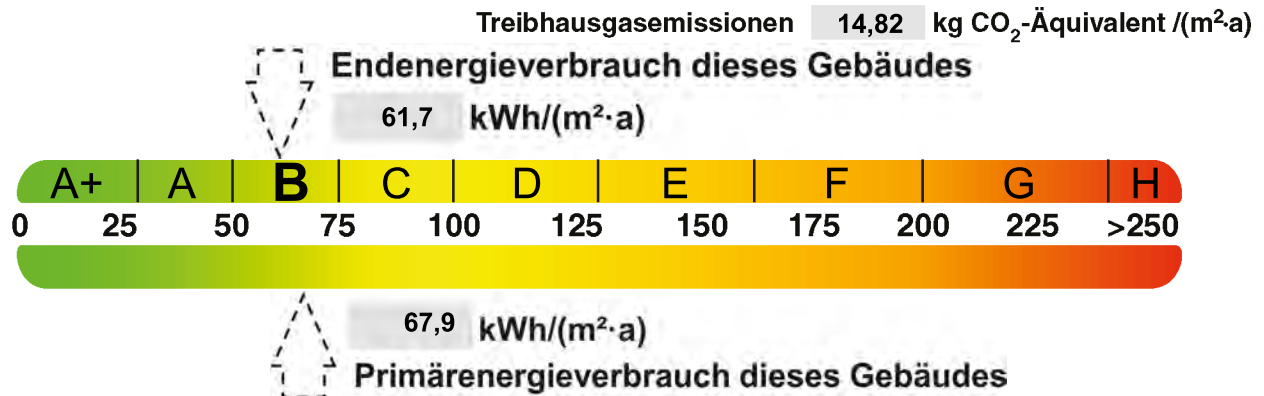 Treibhausgasemissionen 14,82 kg CO₂-Äquivalent /(m²·a)
Endenergieverbrauch dieses Gebäudes
61,7 kWh/(m²·a)
A+ A B C D E F G H
0 25 50 75 100 125 150 175 200 225 >250
67,9 kWh/(m²·a)
Primärenergieverbrauch dieses Gebäudes